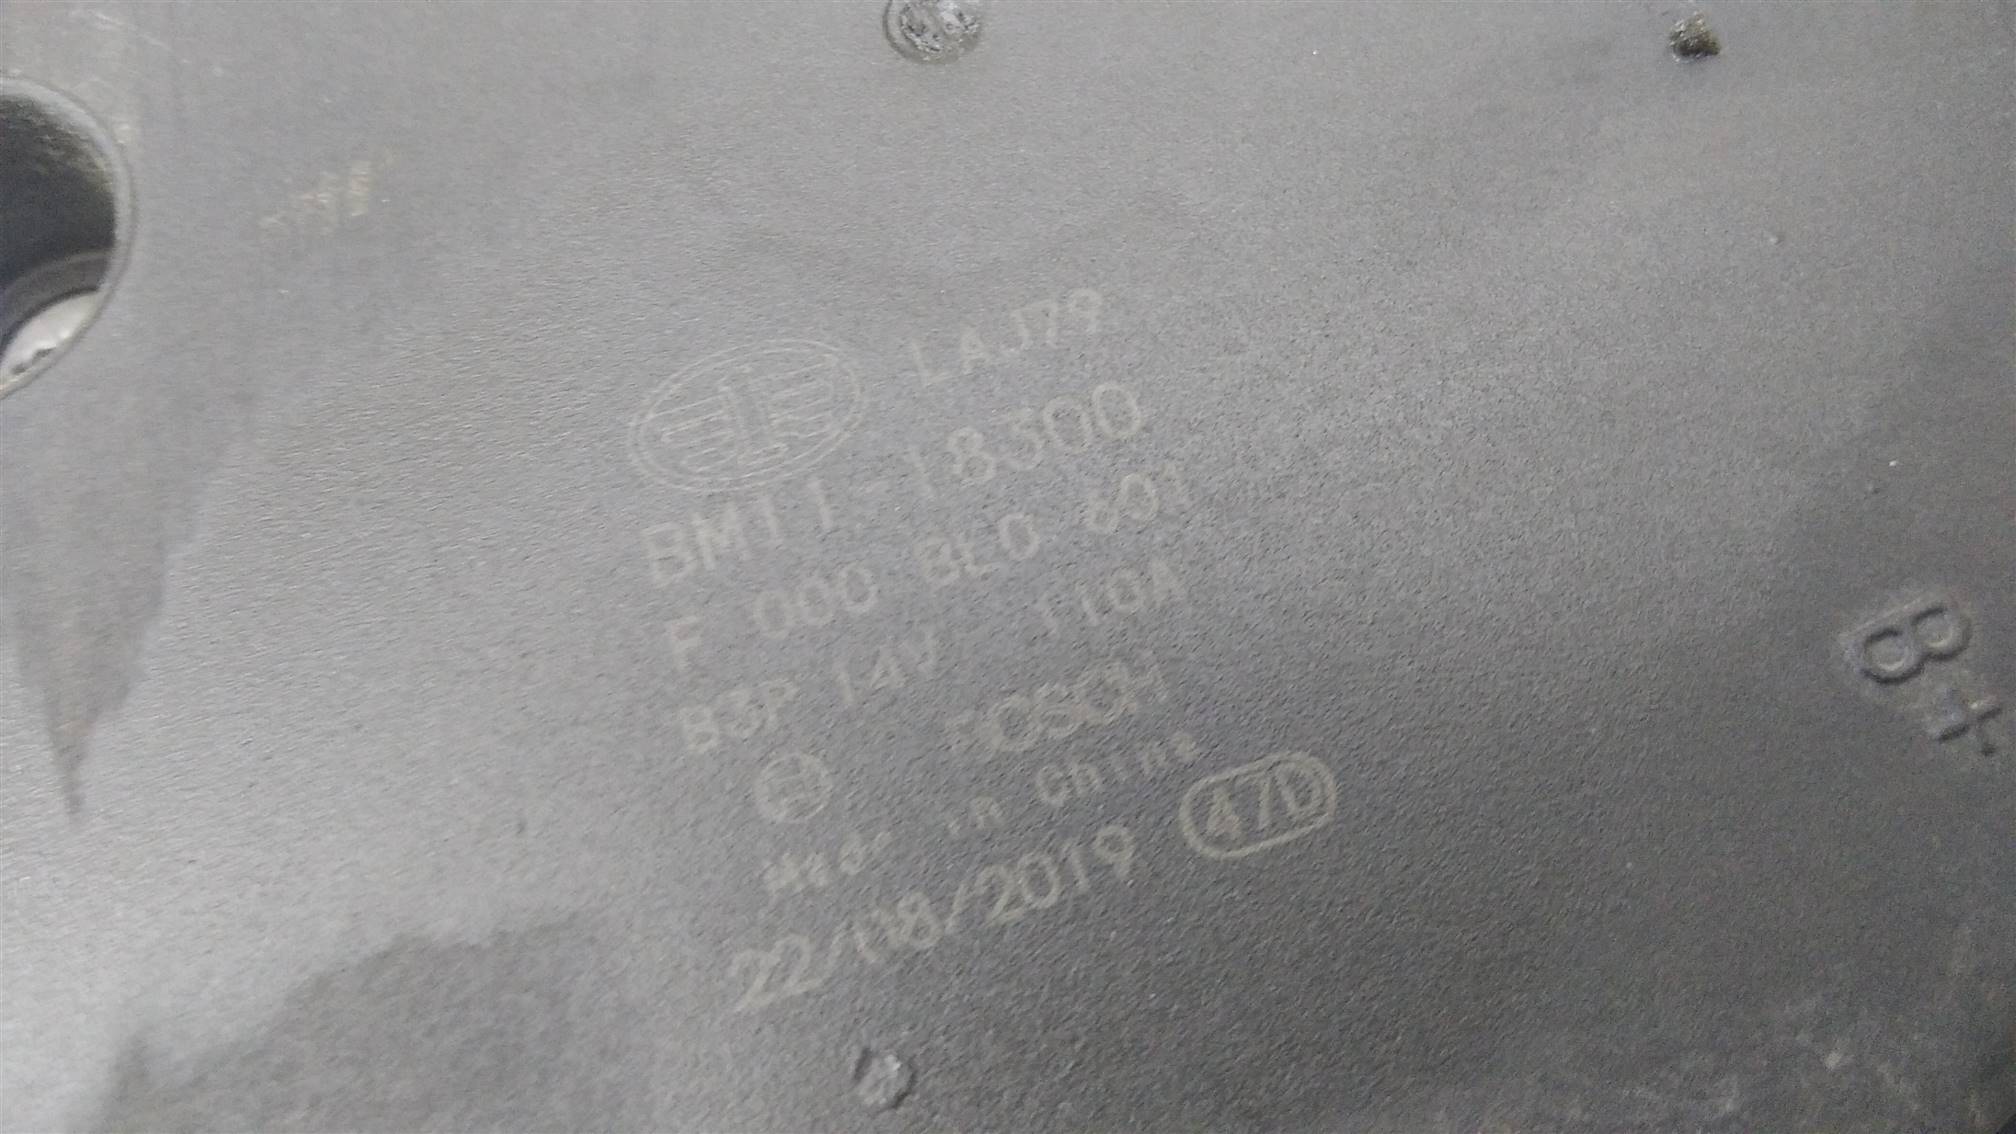 LAJ79
BM11-18300
F 000 BL0 601
B3P 14V 110A
BOSCH
Made in China
22/08/2019 47D
B+